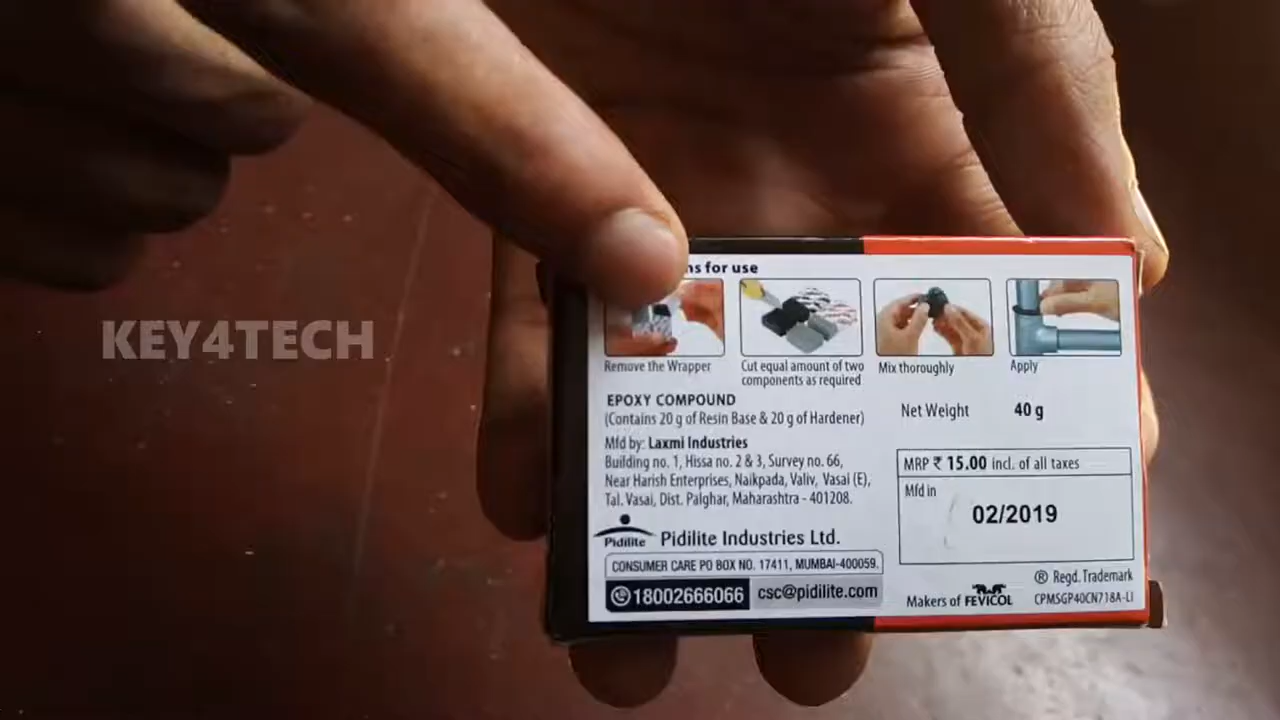 KEY4TECH
for use
Remove the Wrapper
Cut equal amount of two
components as required
Mix thoroughly
Apply
EPOXY COMPOUND
(Contains 20 g of Resin Base & 20 g of Hardener)
Net Weight 40 g
Mfd by: Laxmi Industries
Building no. 1, Hissa no. 2 & 3, Survey no. 66,
Near Harish Enterprises, Naikpada, Valiv, Vasai (E),
Tal. Vasai, Dist. Palghar, Maharashtra - 401208.
MRP ₹ 15.00 incl. of all taxes
Mfd in
02/2019
Pidilite
Pidilite Industries Ltd.
CONSUMER CARE PO BOX NO. 17411, MUMBAI-400059.
18002666066
csc@pidilite.com
® Regd. Trademark
Makers of FEVICOL
CPMSGP40CN718A-LI